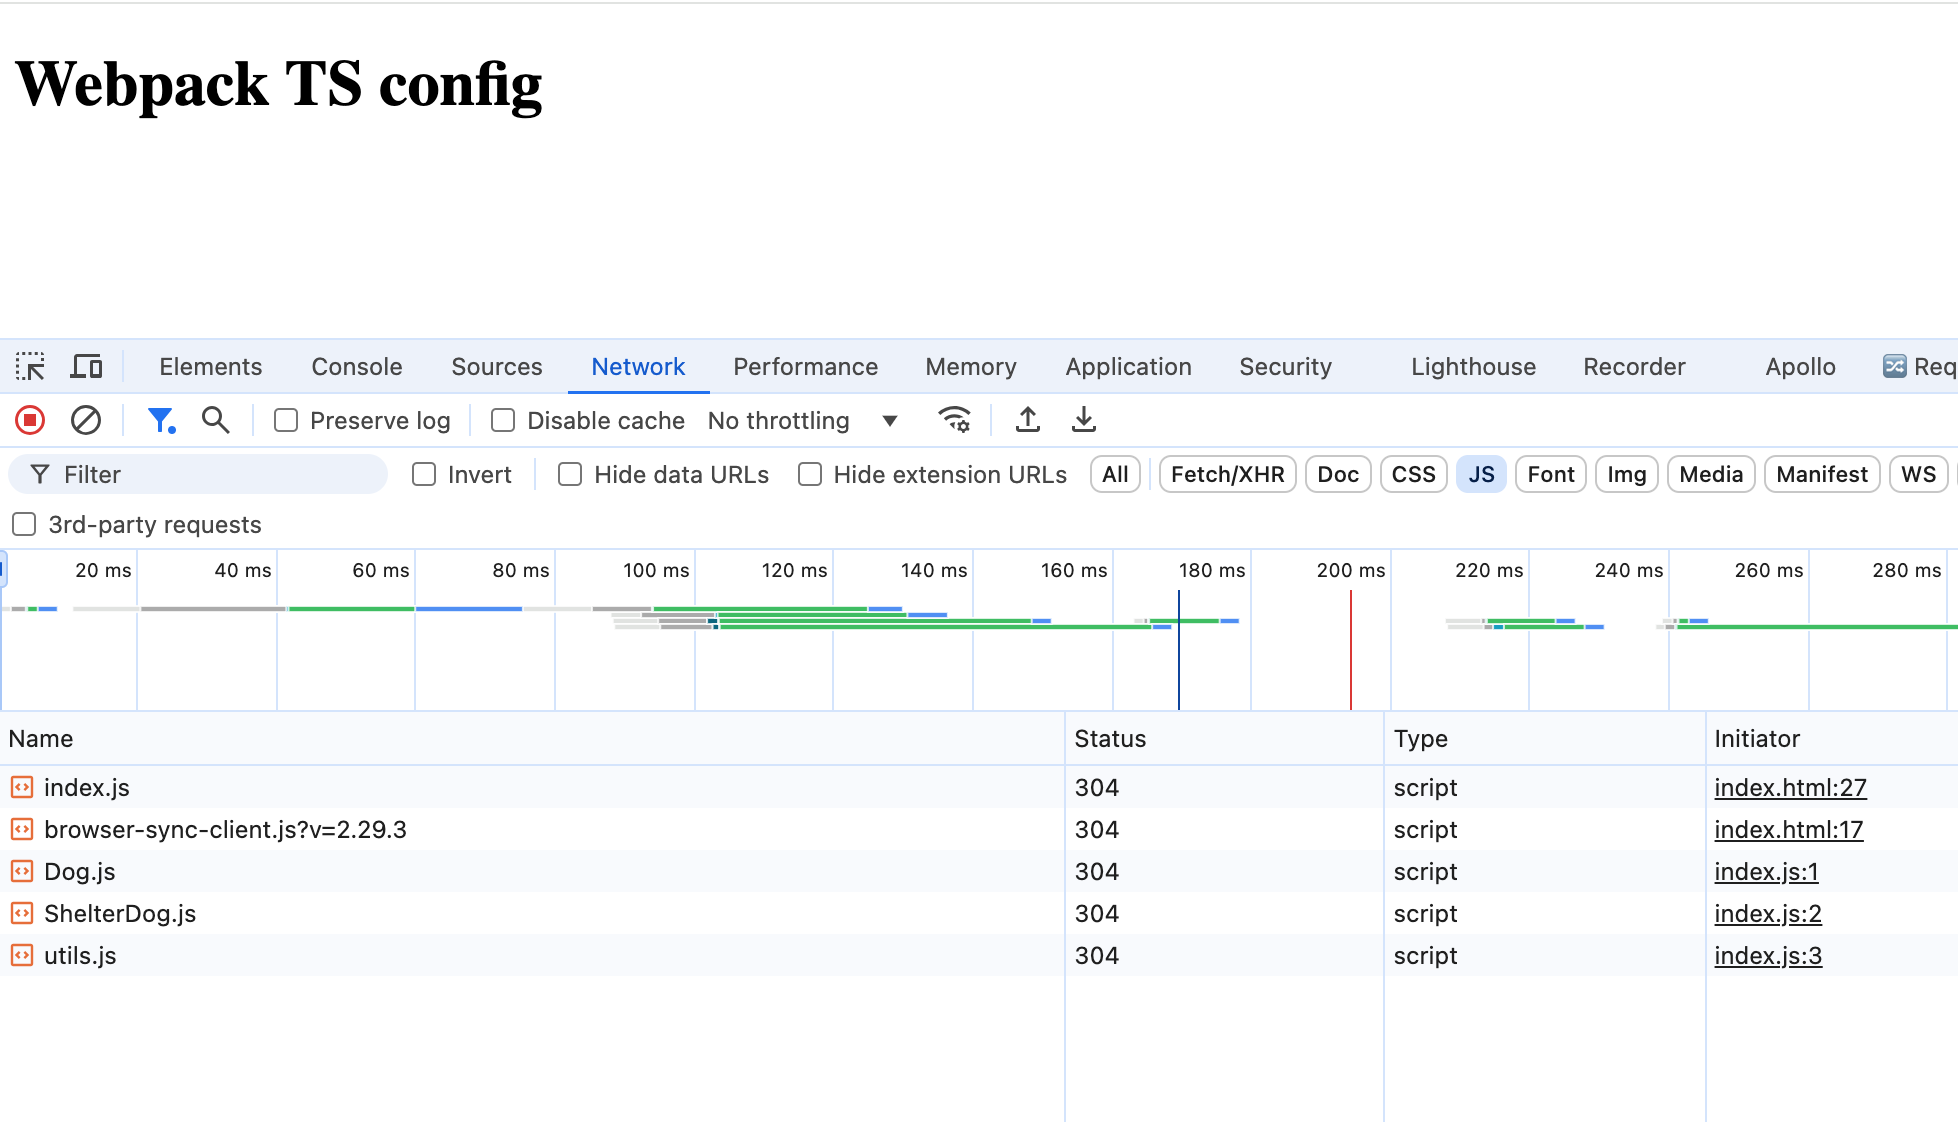 Webpack TS config
Elements Console Sources Network Performance Memory Application Security Lighthouse Recorder Apollo Req
Preserve log Disable cache No throttling
Filter Invert Hide data URLs Hide extension URLs All Fetch/XHR Doc CSS JS Font Img Media Manifest WS
3rd-party requests
20 ms 40 ms 60 ms 80 ms 100 ms 120 ms 140 ms 160 ms 180 ms 200 ms 220 ms 240 ms 260 ms 280 ms
Name Status Type Initiator
index.js 304 script index.html:27
browser-sync-client.js?v=2.29.3 304 script index.html:17
Dog.js 304 script index.js:1
ShelterDog.js 304 script index.js:2
utils.js 304 script index.js:3